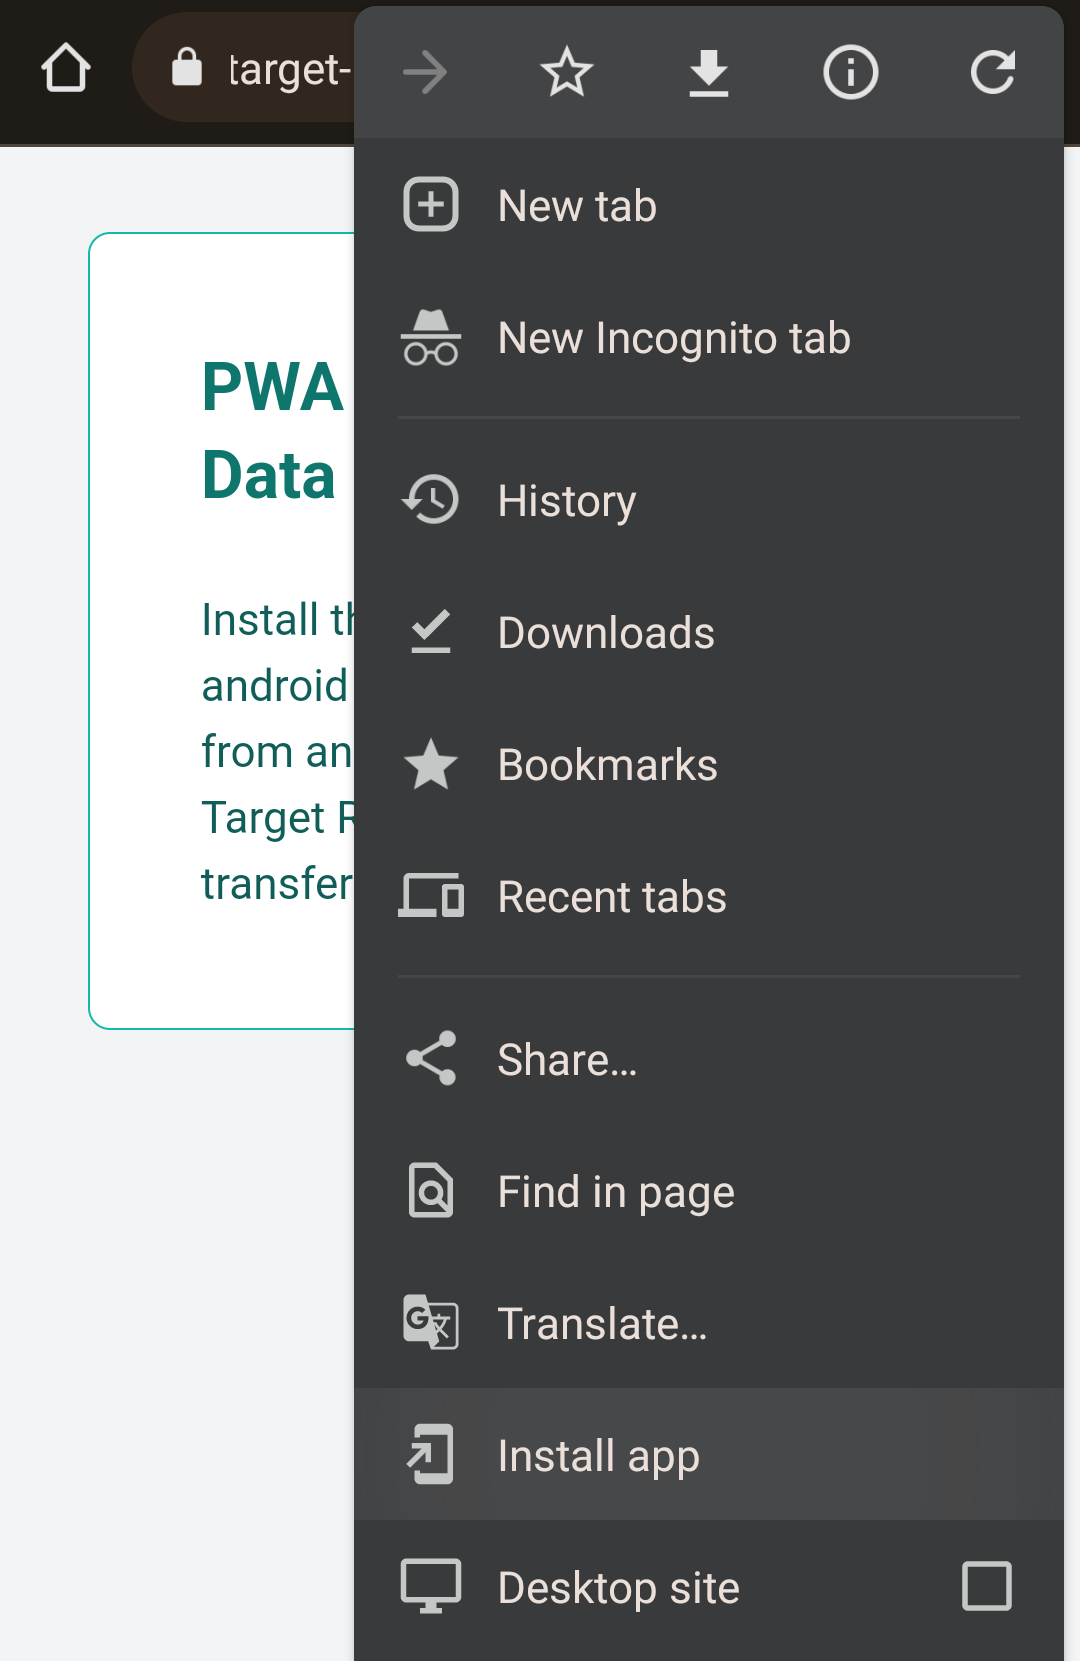 target-
New tab
New Incognito tab
History
Downloads
Bookmarks
Recent tabs
Share…
Find in page
Translate…
Install app
Desktop site
PWA
Data
Install th
android
from an
Target R
transfer